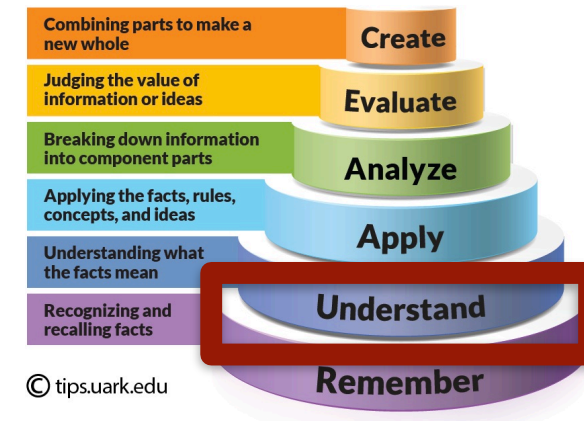 Combining parts to make a
new whole
Create
Judging the value of
information or ideas
Evaluate
Breaking down information
into component parts
Analyze
Applying the facts, rules,
concepts, and ideas
Apply
Understanding what
the facts mean
Understand
Recognizing and
recalling facts
Remember
© tips.uark.edu